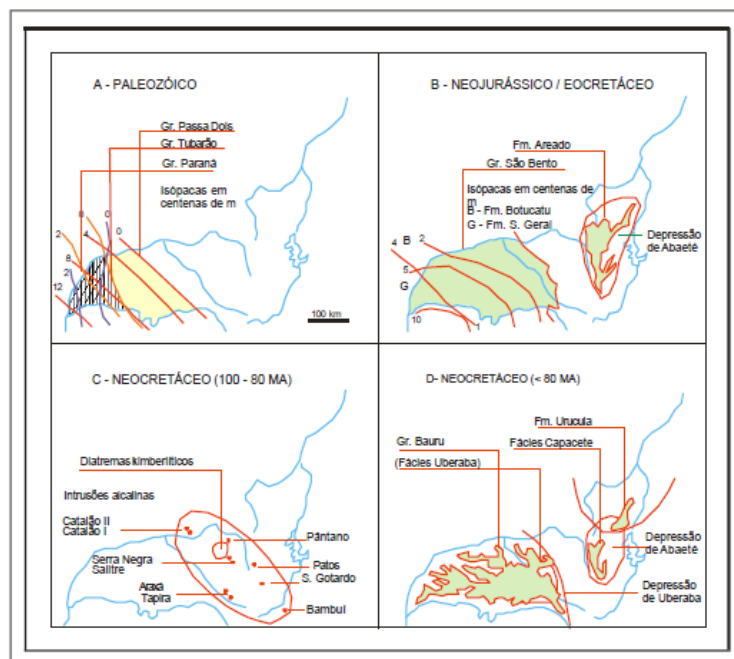 A - PALEOZÓICO
Gr. Passa Dois
Gr. Tubarão
Gr. Paraná
Isópacas em
centenas de m
0
0
2
4
0
8
2
12
100 km
B - NEOJURÁSSICO / EOCRETÁCEO
Fm. Areado
Gr. São Bento
Isópacas em centenas de
m
B - Fm. Botucatu
G - Fm. S. Geral
Depressão
de Abaeté
4
B
2
5
G
10
1
C - NEOCRETÁCEO (100 - 80 MA)
Diatremas kimberlíticos
Intrusões alcalinas
Catalão II
Catalão I
Pântano
Serra Negra
Salitre
Patos
S. Gotardo
Araxá
Tapira
Bambuí
D- NEOCRETÁCEO (< 80 MA)
Fm. Urucuia
Gr. Bauru
Fácies Capacete
(Fácies Uberaba)
Depressão
de Abaeté
Depressão
de Uberaba